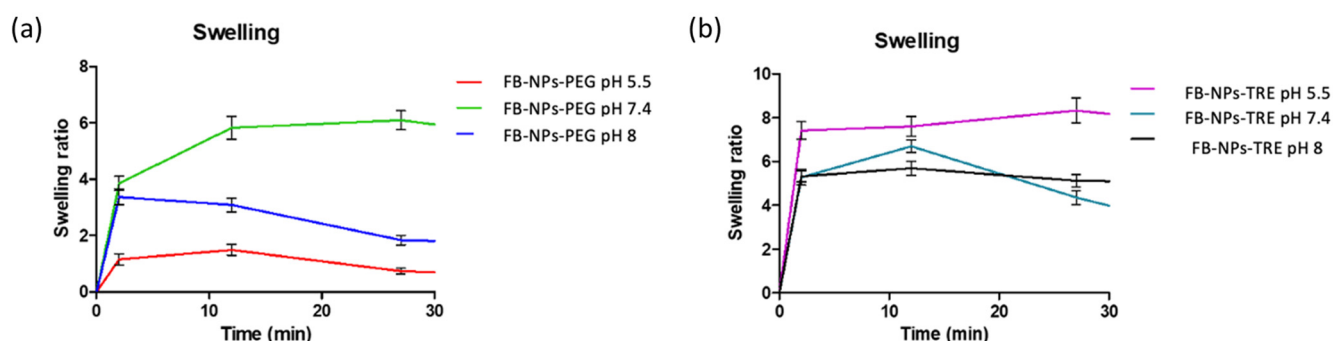 (a)
Swelling
8
6
4
2
0
Swelling ratio
0
10
20
30
Time (min)
FB-NPs-PEG pH 5.5
FB-NPs-PEG pH 7.4
FB-NPs-PEG pH 8
(b)
Swelling
10
8
6
4
2
0
Swelling ratio
0
10
20
30
Time (min)
FB-NPs-TRE pH 5.5
FB-NPs-TRE pH 7.4
FB-NPs-TRE pH 8